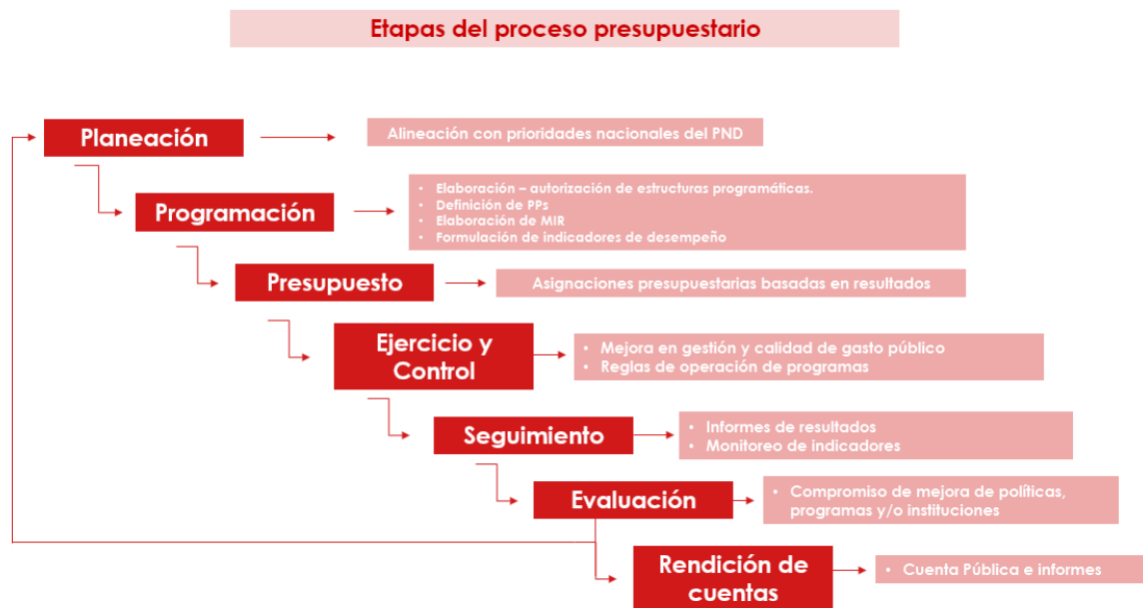 Etapas del proceso presupuestario
Planeación
Alineación con prioridades nacionales del PND
Programación
• Elaboración – autorización de estructuras programáticas.
• Definición de PPs
• Elaboración de MIR
• Formulación de indicadores de desempeño
Presupuesto
Asignaciones presupuestarias basadas en resultados
Ejercicio y
Control
• Mejora en gestión y calidad de gasto público
• Reglas de operación de programas
Seguimiento
• Informes de resultados
• Monitoreo de indicadores
Evaluación
• Compromiso de mejora de políticas,
programas y/o instituciones
Rendición de
cuentas
• Cuenta Pública e informes